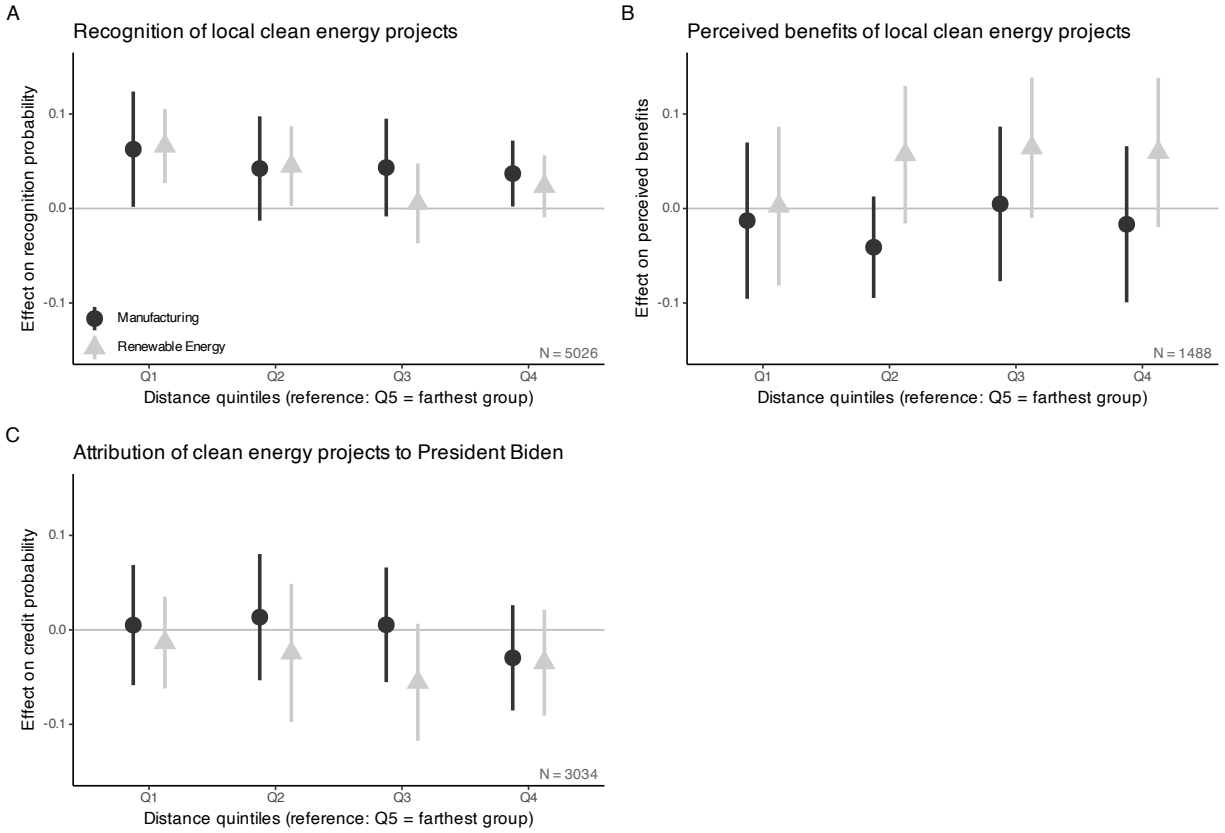 A
Recognition of local clean energy projects
Effect on recognition probability
0.1
0.0
-0.1
Manufacturing
Renewable Energy
N = 5026
Q1 Q2 Q3 Q4
Distance quintiles (reference: Q5 = farthest group)
B
Perceived benefits of local clean energy projects
Effect on perceived benefits
0.1
0.0
-0.1
N = 1488
Q1 Q2 Q3 Q4
Distance quintiles (reference: Q5 = farthest group)
C
Attribution of clean energy projects to President Biden
Effect on credit probability
0.1
0.0
-0.1
N = 3034
Q1 Q2 Q3 Q4
Distance quintiles (reference: Q5 = farthest group)